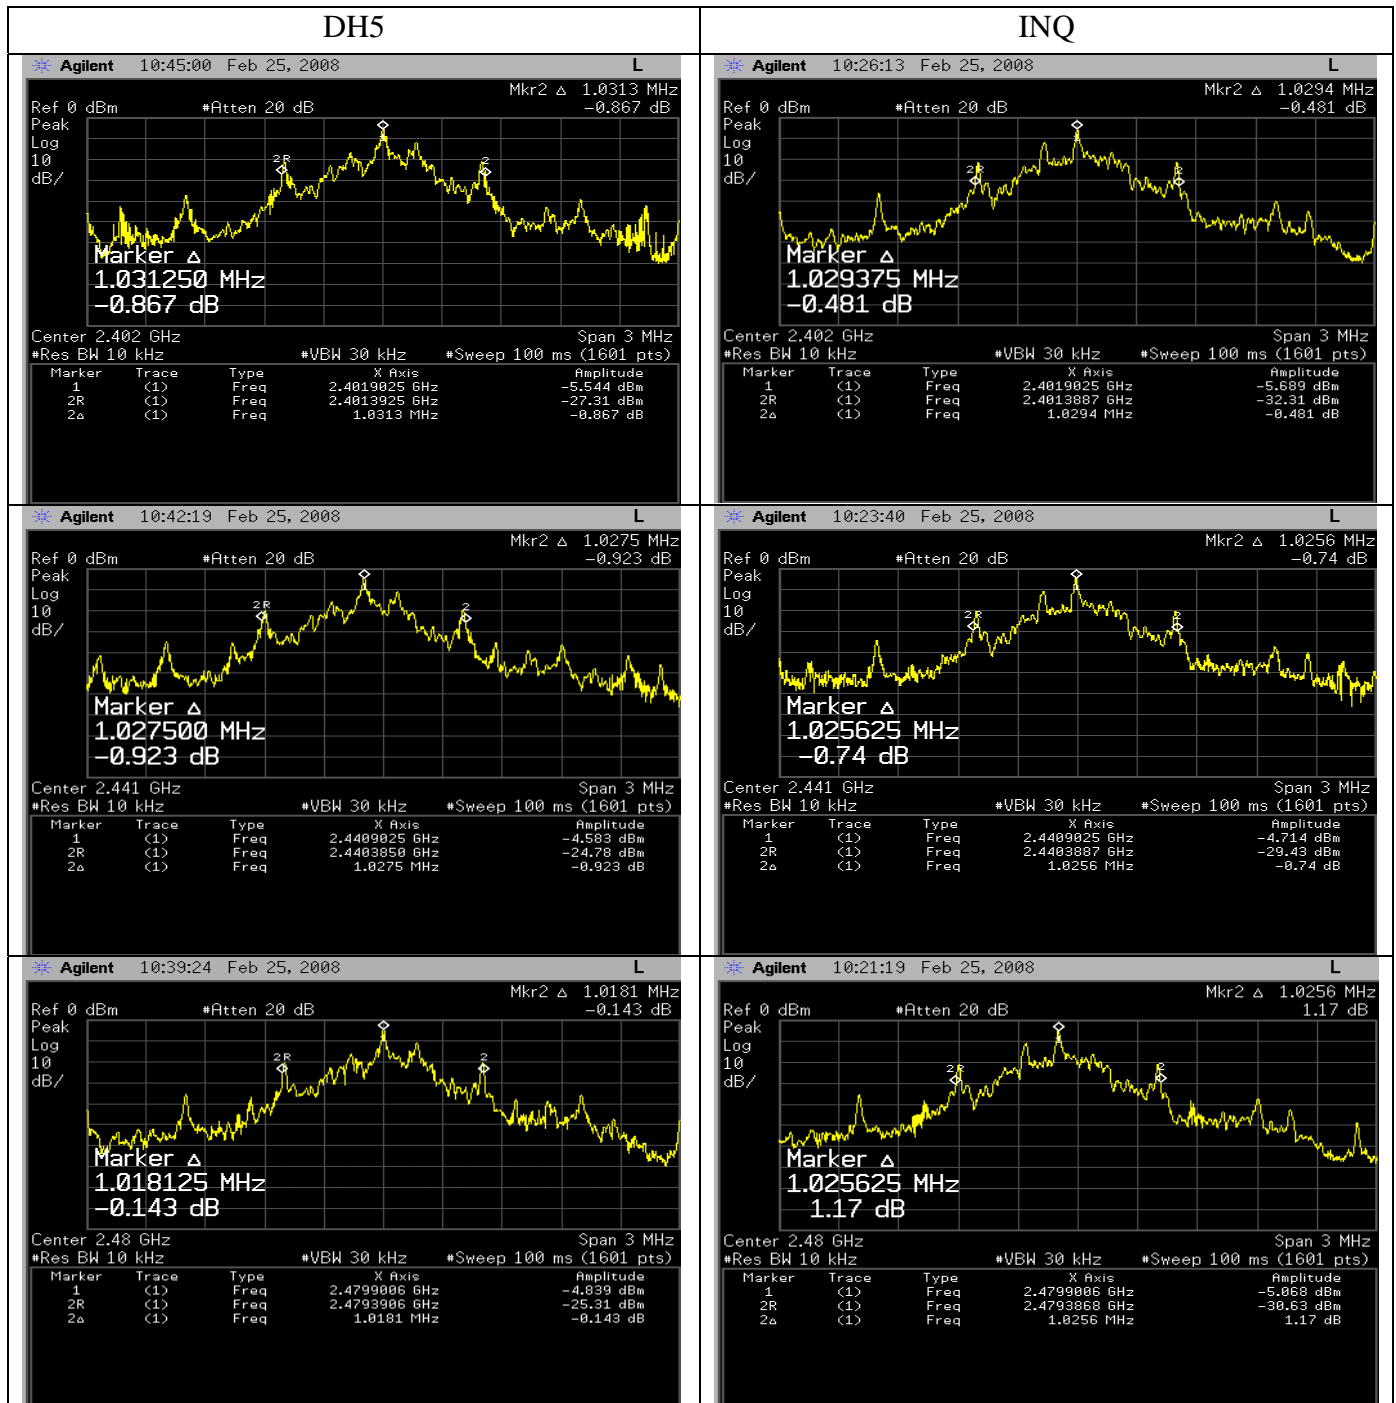 DH5
INQ
Agilent 10:45:00 Feb 25, 2008 L
Mkr2 Δ 1.0313 MHz
Ref 0 dBm #Atten 20 dB -0.867 dB
Peak
Log
10
dB/
2R
2
Marker Δ
1.031250 MHz
-0.867 dB
Center 2.402 GHz Span 3 MHz
#Res BW 10 kHz #VBW 30 kHz #Sweep 100 ms (1601 pts)
Marker Trace Type X Axis Amplitude
1 (1) Freq 2.4019025 GHz -5.544 dBm
2R (1) Freq 2.4013925 GHz -27.31 dBm
2Δ (1) Freq 1.0313 MHz -0.867 dB
Agilent 10:26:13 Feb 25, 2008 L
Mkr2 Δ 1.0294 MHz
Ref 0 dBm #Atten 20 dB -0.481 dB
Peak
Log
10
dB/
2R
2
Marker Δ
1.029375 MHz
-0.481 dB
Center 2.402 GHz Span 3 MHz
#Res BW 10 kHz #VBW 30 kHz #Sweep 100 ms (1601 pts)
Marker Trace Type X Axis Amplitude
1 (1) Freq 2.4019025 GHz -5.689 dBm
2R (1) Freq 2.4013887 GHz -32.31 dBm
2Δ (1) Freq 1.0294 MHz -0.481 dB
Agilent 10:42:19 Feb 25, 2008 L
Mkr2 Δ 1.0275 MHz
Ref 0 dBm #Atten 20 dB -0.923 dB
Peak
Log
10
dB/
2R
2
Marker Δ
1.027500 MHz
-0.923 dB
Center 2.441 GHz Span 3 MHz
#Res BW 10 kHz #VBW 30 kHz #Sweep 100 ms (1601 pts)
Marker Trace Type X Axis Amplitude
1 (1) Freq 2.4409025 GHz -4.583 dBm
2R (1) Freq 2.4403850 GHz -24.78 dBm
2Δ (1) Freq 1.0275 MHz -0.923 dB
Agilent 10:23:40 Feb 25, 2008 L
Mkr2 Δ 1.0256 MHz
Ref 0 dBm #Atten 20 dB -0.74 dB
Peak
Log
10
dB/
2R
2
Marker Δ
1.025625 MHz
-0.74 dB
Center 2.441 GHz Span 3 MHz
#Res BW 10 kHz #VBW 30 kHz #Sweep 100 ms (1601 pts)
Marker Trace Type X Axis Amplitude
1 (1) Freq 2.4409025 GHz -4.714 dBm
2R (1) Freq 2.4403887 GHz -29.43 dBm
2Δ (1) Freq 1.0256 MHz -0.74 dB
Agilent 10:39:24 Feb 25, 2008 L
Mkr2 Δ 1.0181 MHz
Ref 0 dBm #Atten 20 dB -0.143 dB
Peak
Log
10
dB/
2R
2
Marker Δ
1.018125 MHz
-0.143 dB
Center 2.48 GHz Span 3 MHz
#Res BW 10 kHz #VBW 30 kHz #Sweep 100 ms (1601 pts)
Marker Trace Type X Axis Amplitude
1 (1) Freq 2.4799006 GHz -4.839 dBm
2R (1) Freq 2.4793906 GHz -25.31 dBm
2Δ (1) Freq 1.0181 MHz -0.143 dB
Agilent 10:21:19 Feb 25, 2008 L
Mkr2 Δ 1.0256 MHz
Ref 0 dBm #Atten 20 dB 1.17 dB
Peak
Log
10
dB/
2R
2
Marker Δ
1.025625 MHz
1.17 dB
Center 2.48 GHz Span 3 MHz
#Res BW 10 kHz #VBW 30 kHz #Sweep 100 ms (1601 pts)
Marker Trace Type X Axis Amplitude
1 (1) Freq 2.4799006 GHz -5.068 dBm
2R (1) Freq 2.4793868 GHz -30.63 dBm
2Δ (1) Freq 1.0256 MHz 1.17 dB